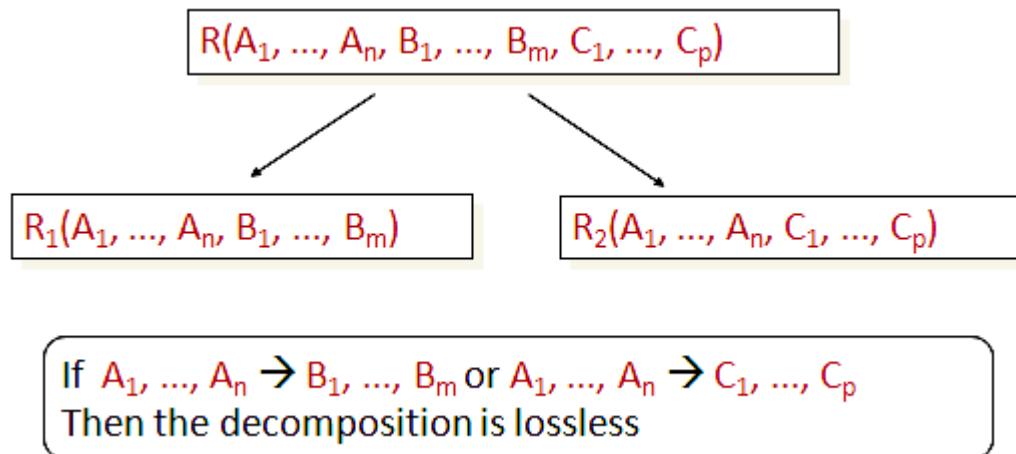 R(A₁, ..., Aₙ, B₁, ..., Bₘ, C₁, ..., Cₚ)
R₁(A₁, ..., Aₙ, B₁, ..., Bₘ)
R₂(A₁, ..., Aₙ, C₁, ..., Cₚ)
If A₁, ..., Aₙ → B₁, ..., Bₘ or A₁, ..., Aₙ → C₁, ..., Cₚ
Then the decomposition is lossless